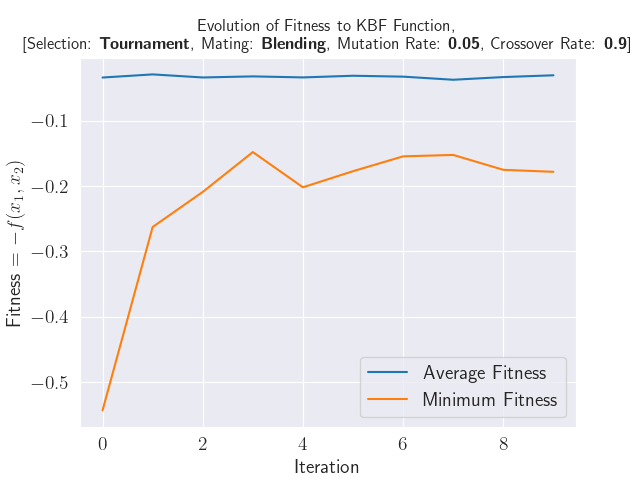 Evolution of Fitness to KBF Function,
[Selection: Tournament, Mating: Blending, Mutation Rate: 0.05, Crossover Rate: 0.9]
Fitness = −f(x₁, x₂)
−0.1
−0.2
−0.3
−0.4
−0.5
Average Fitness
Minimum Fitness
0 2 4 6 8
Iteration